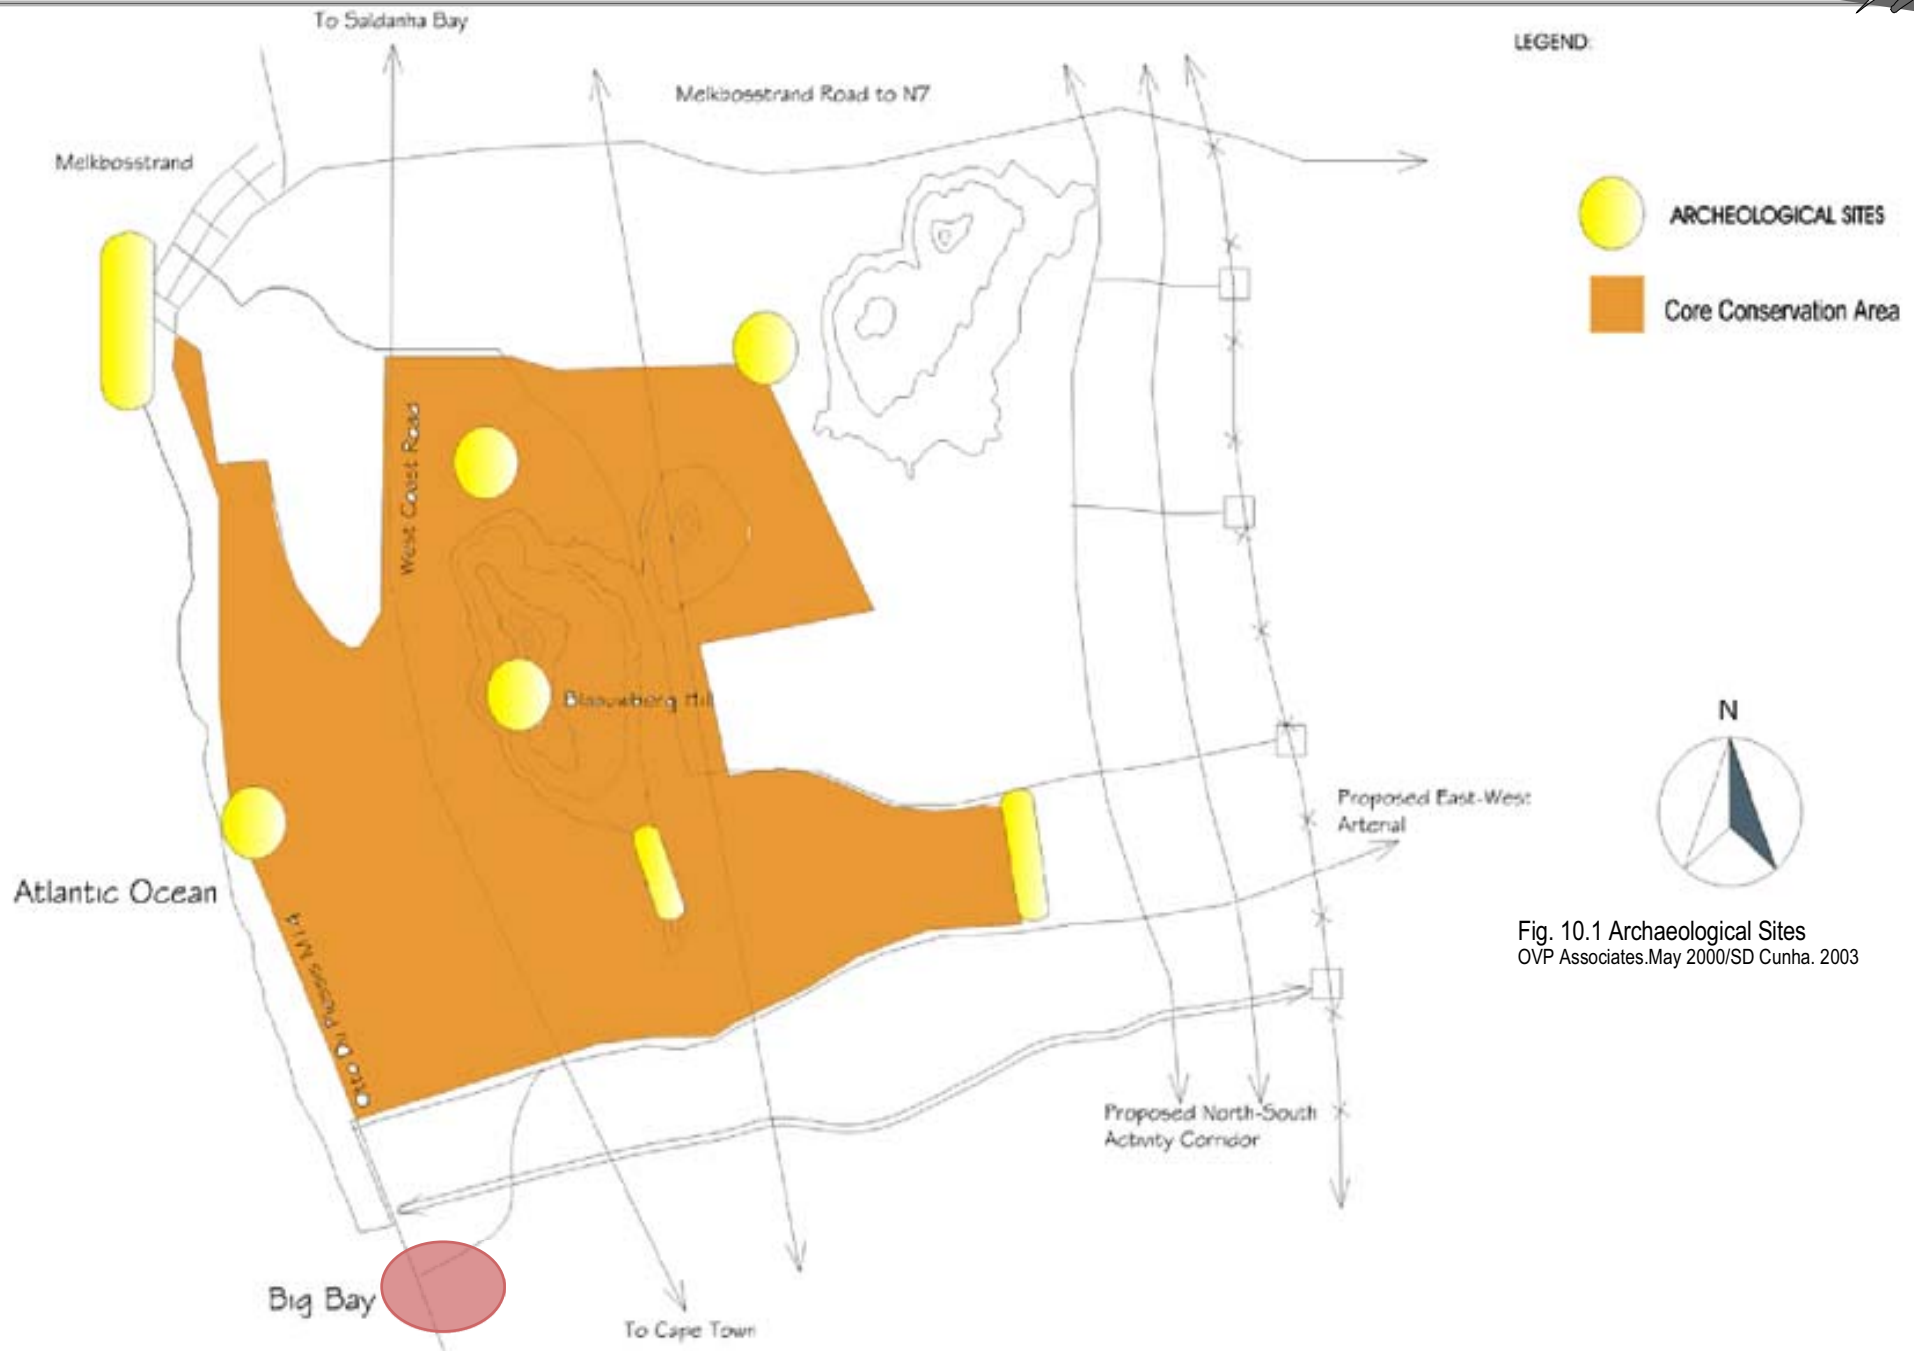 To Saldanha Bay
LEGEND:
Melkbosstrand Road to N7
Melkbosstrand
ARCHEOLOGICAL SITES
Core Conservation Area
West Coast Road
Blaauwberg Hill
N
Proposed East-West
Arterial
Atlantic Ocean
Otto Du Plessis M14
Fig. 10.1 Archaeological Sites
OVP Associates.May 2000/SD Cunha. 2003
Proposed North-South
Activity Corridor
Big Bay
To Cape Town